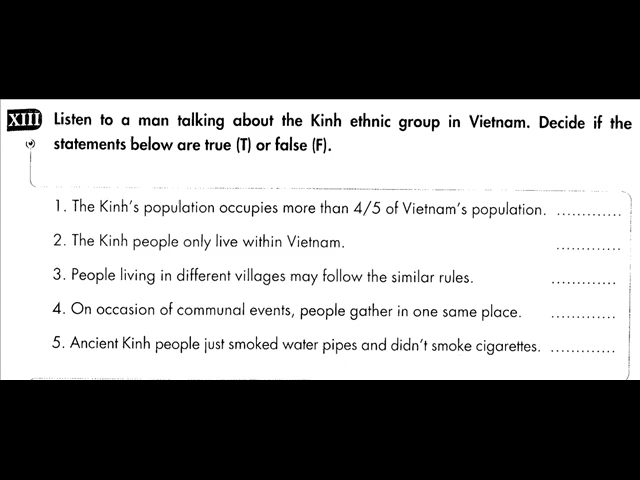 XIII Listen to a man talking about the Kinh ethnic group in Vietnam. Decide if the
statements below are true (T) or false (F).
1. The Kinh's population occupies more than 4/5 of Vietnam's population. .............
2. The Kinh people only live within Vietnam. .............
3. People living in different villages may follow the similar rules. .............
4. On occasion of communal events, people gather in one same place. .............
5. Ancient Kinh people just smoked water pipes and didn't smoke cigarettes. .............